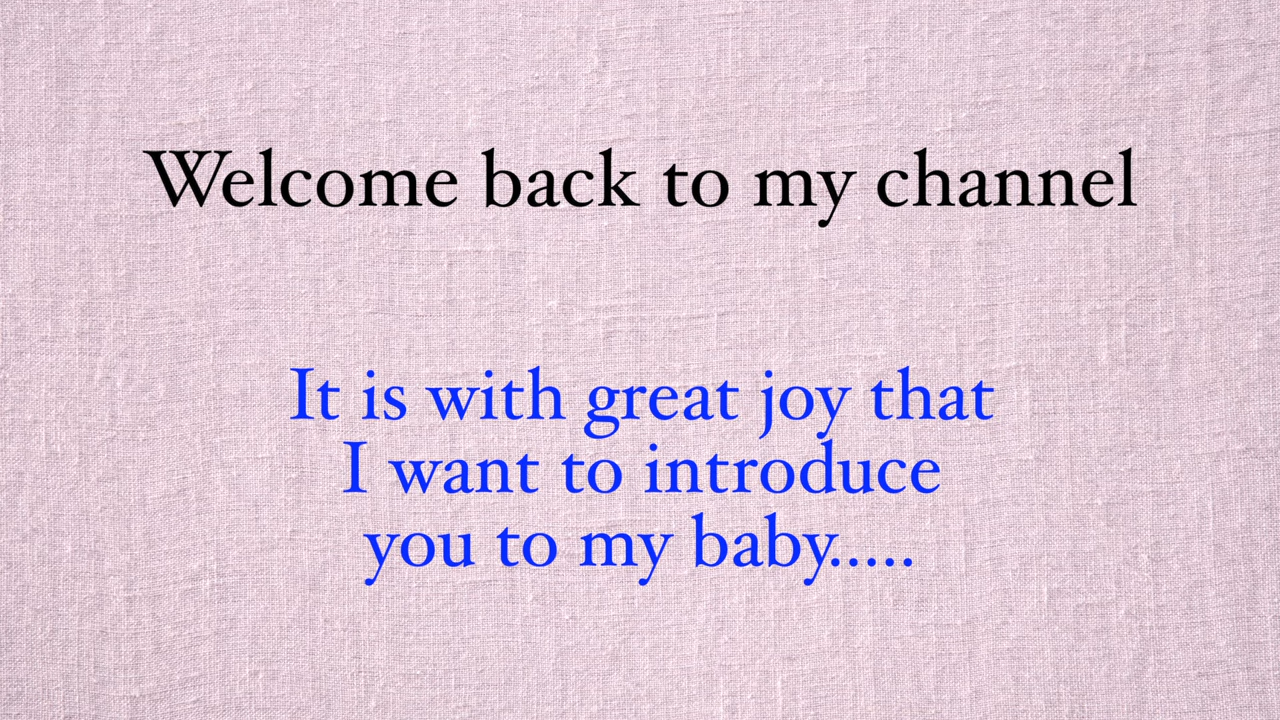 Welcome back to my channel
It is with great joy that
I want to introduce
you to my baby.....